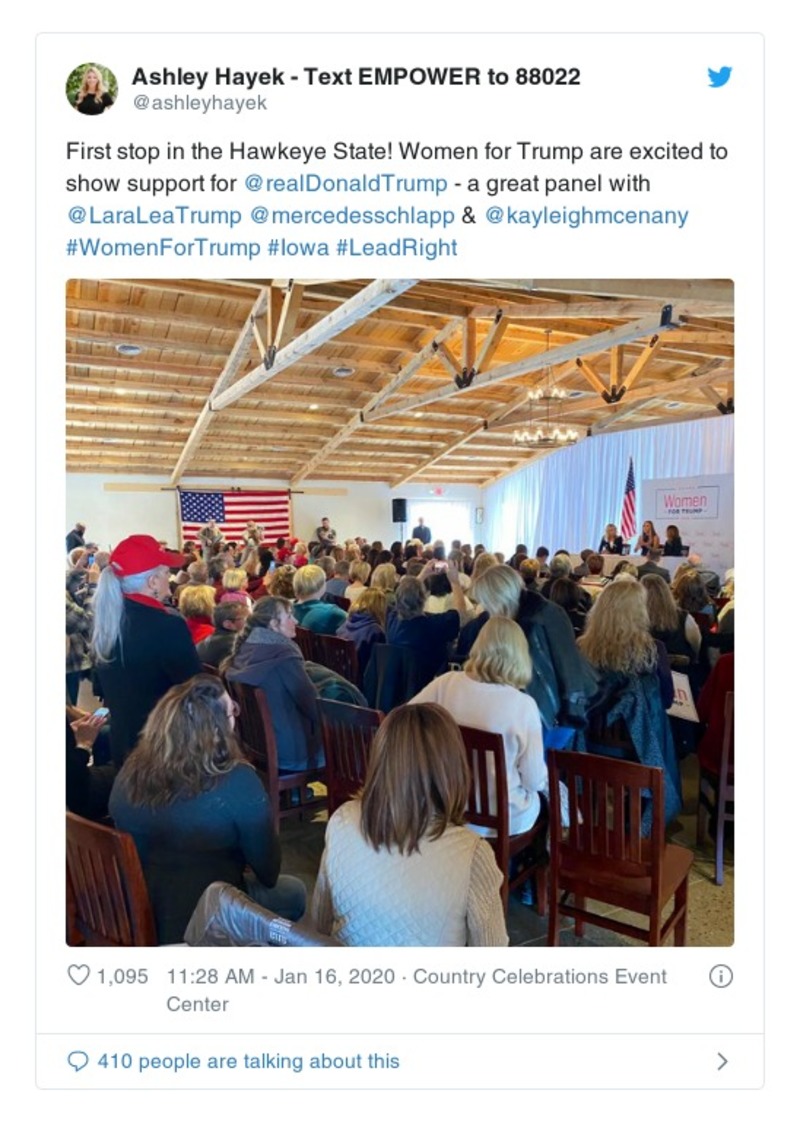 Ashley Hayek - Text EMPOWER to 88022
@ashleyhayek
First stop in the Hawkeye State! Women for Trump are excited to
show support for @realDonaldTrump - a great panel with
@LaraLeaTrump @mercedesschlapp & @kayleighmcenany
#WomenForTrump #Iowa #LeadRight
Women
FOR TRUMP
1,095 11:28 AM - Jan 16, 2020 · Country Celebrations Event
Center
410 people are talking about this